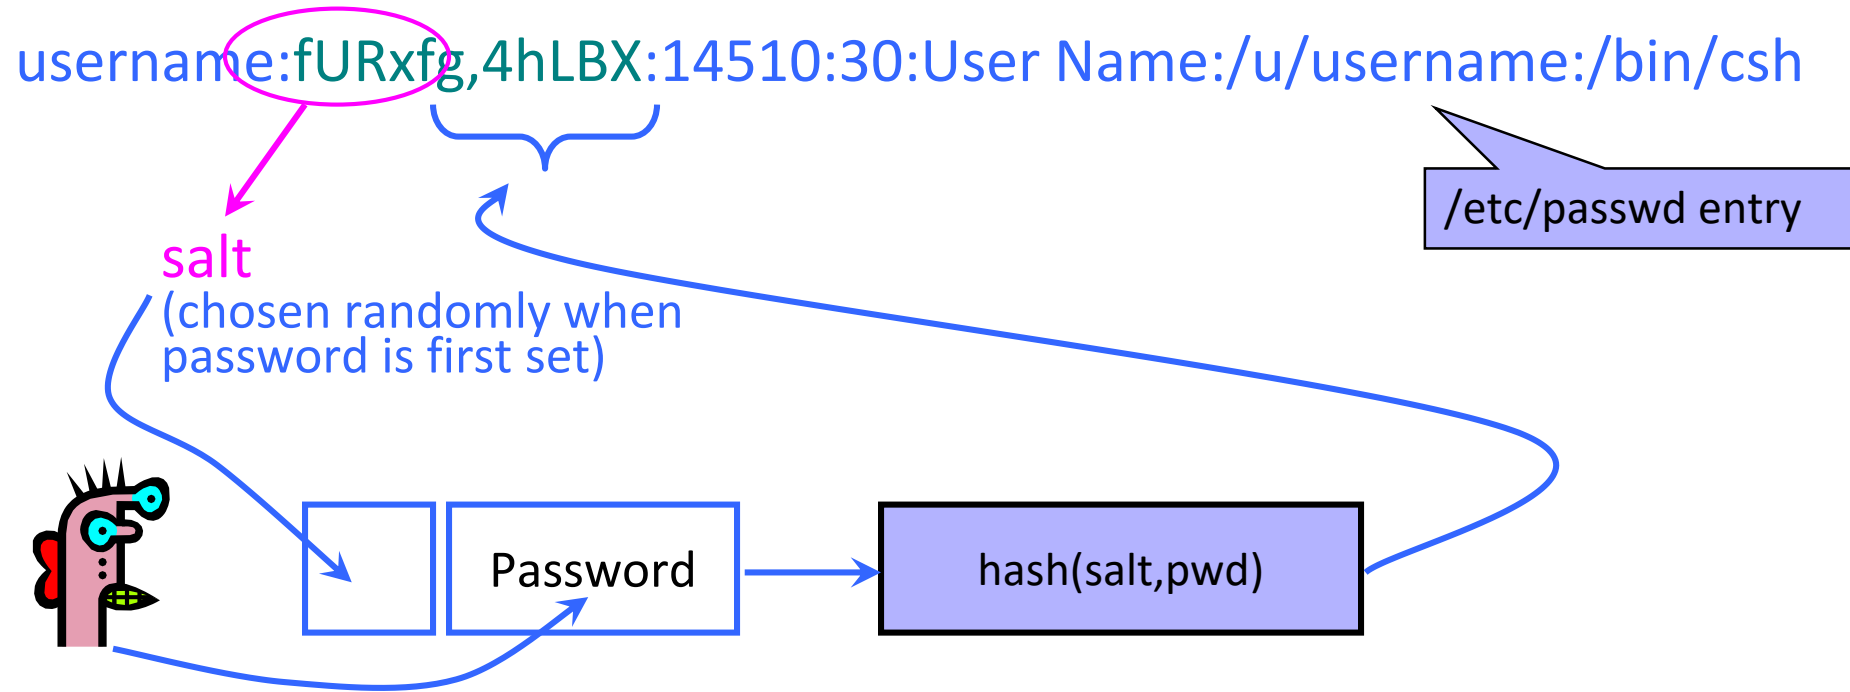 username:fURxfg,4hLBX:14510:30:User Name:/u/username:/bin/csh
/etc/passwd entry
salt
(chosen randomly when
password is first set)
Password
hash(salt,pwd)